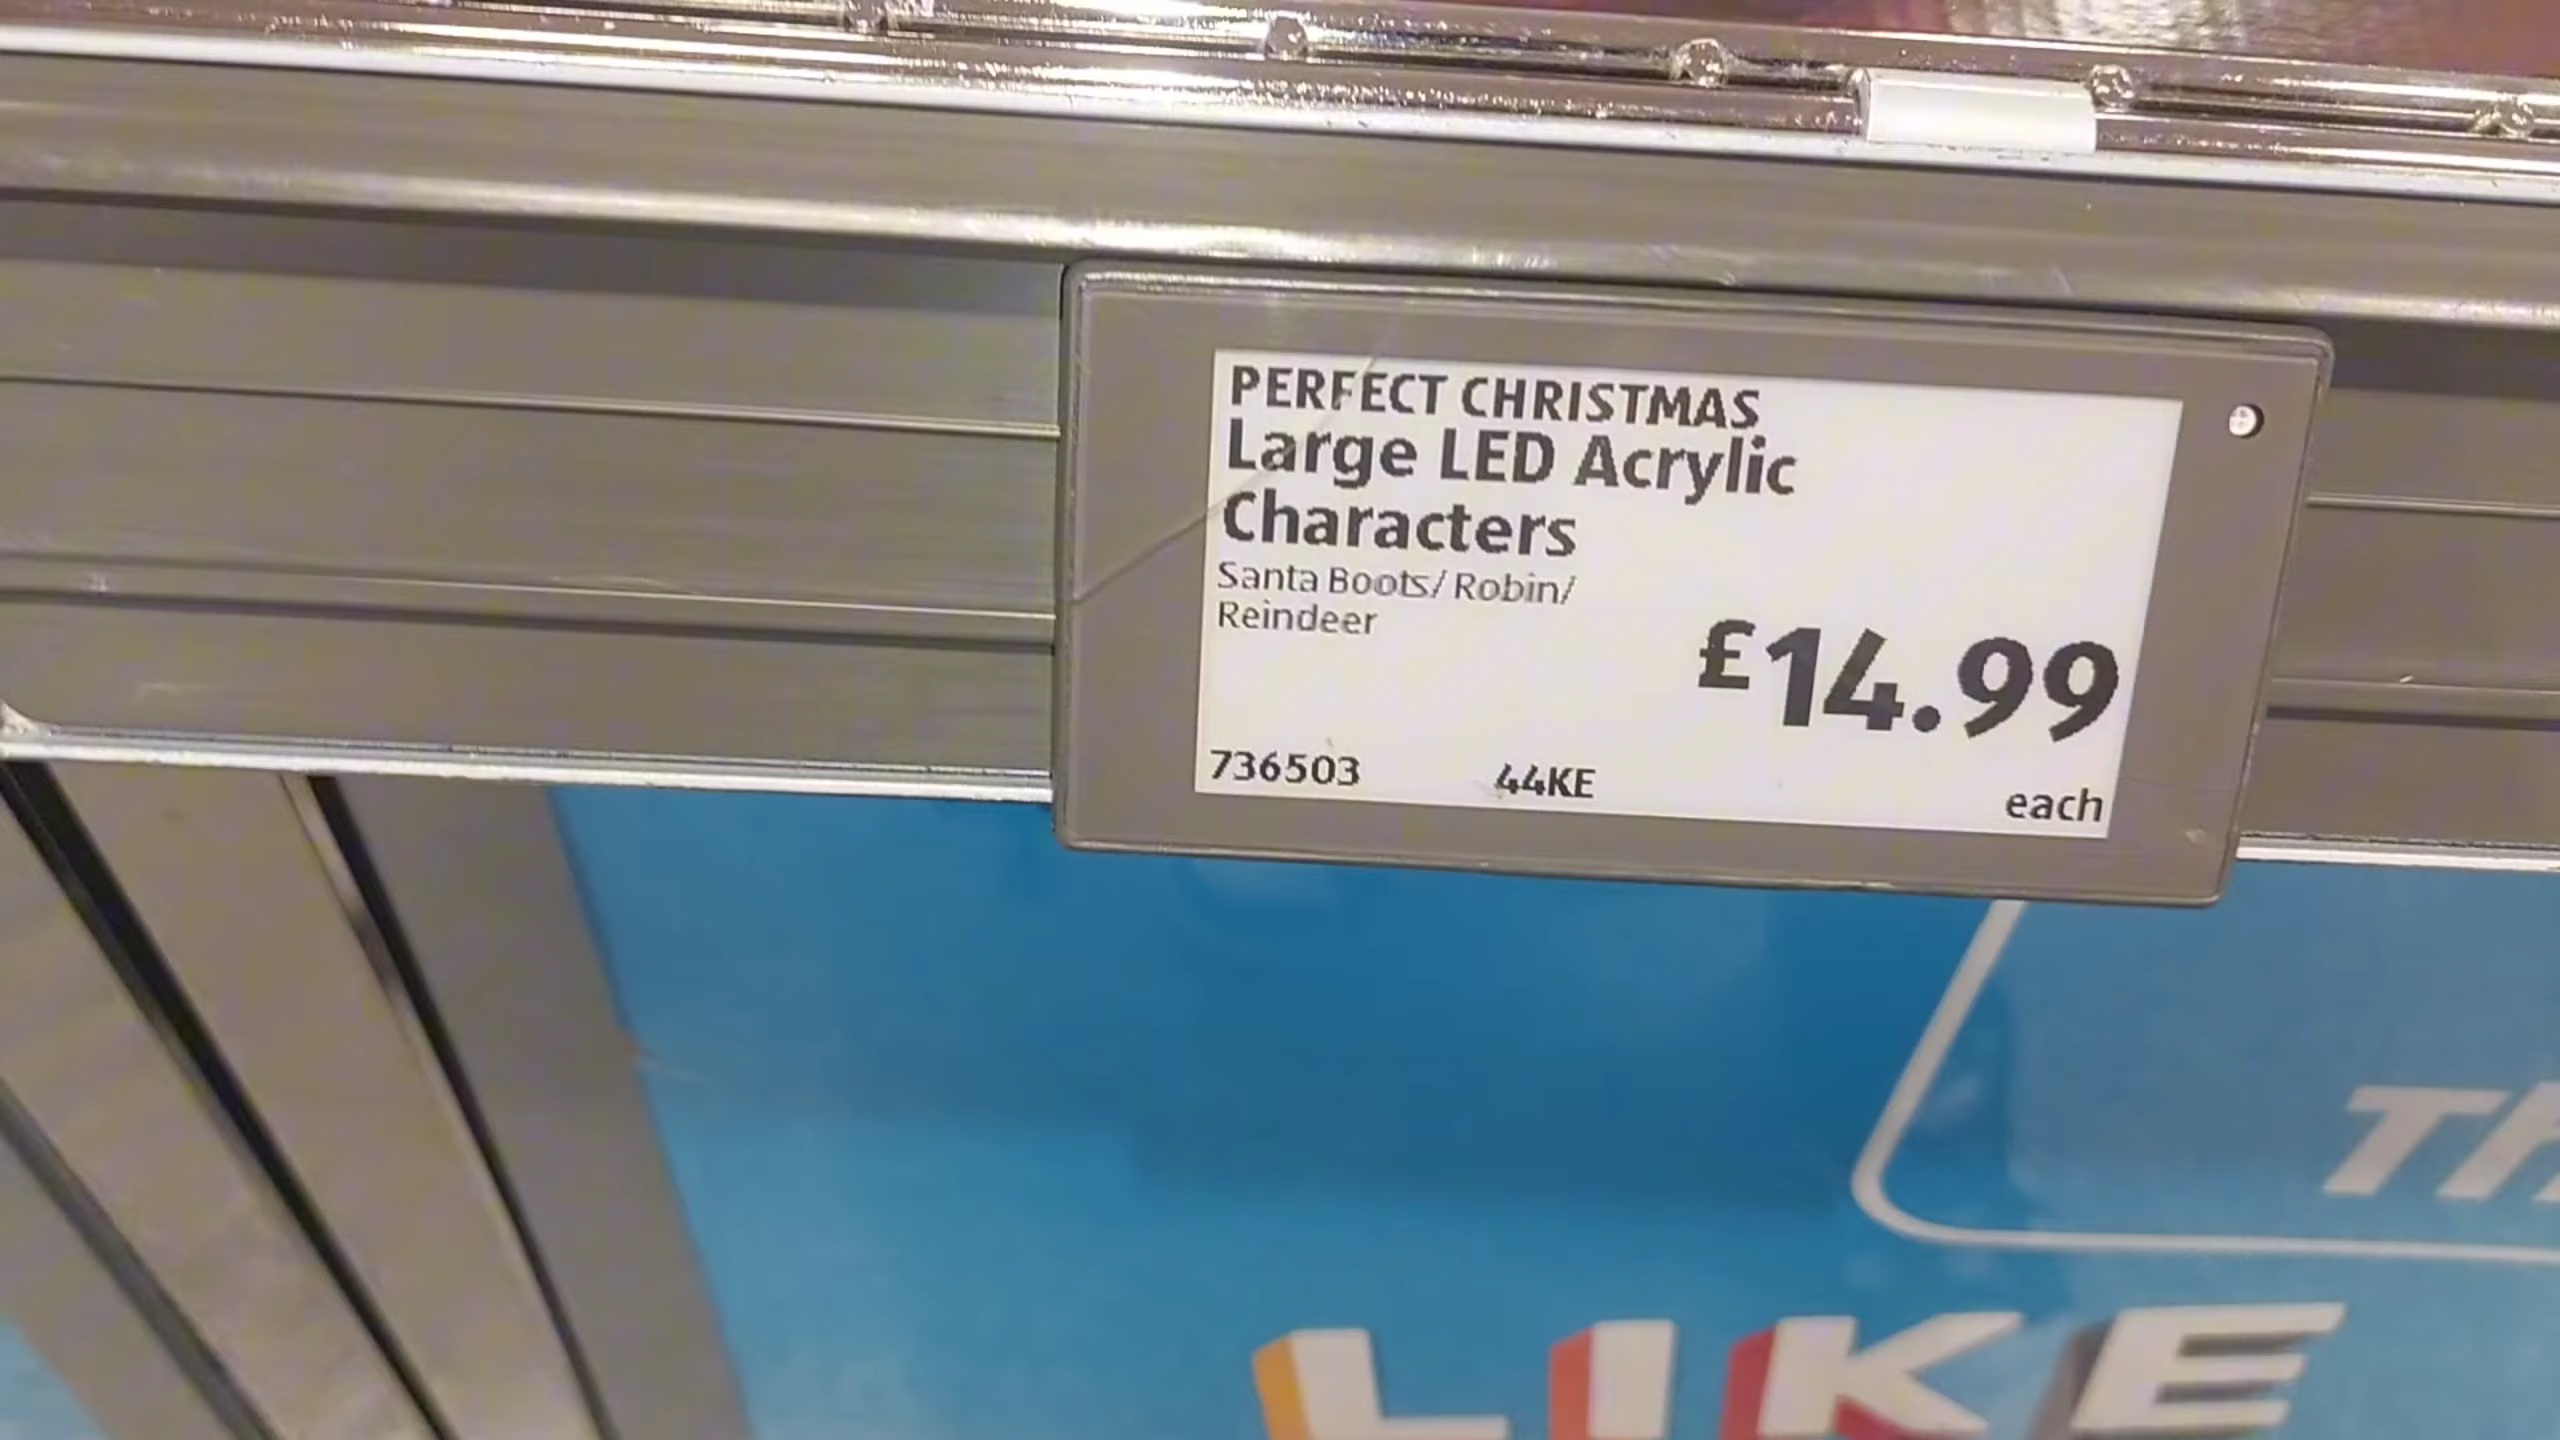 PERFECT CHRISTMAS
Large LED Acrylic
Characters
Santa Boots/ Robin/
Reindeer
£14.99
736503 44KE each
LIKE